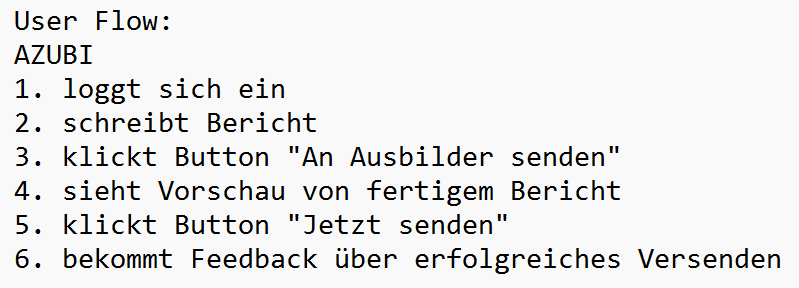 User Flow:
AZUBI
1. loggt sich ein
2. schreibt Bericht
3. klickt Button "An Ausbilder senden"
4. sieht Vorschau von fertigem Bericht
5. klickt Button "Jetzt senden"
6. bekommt Feedback über erfolgreiches Versenden